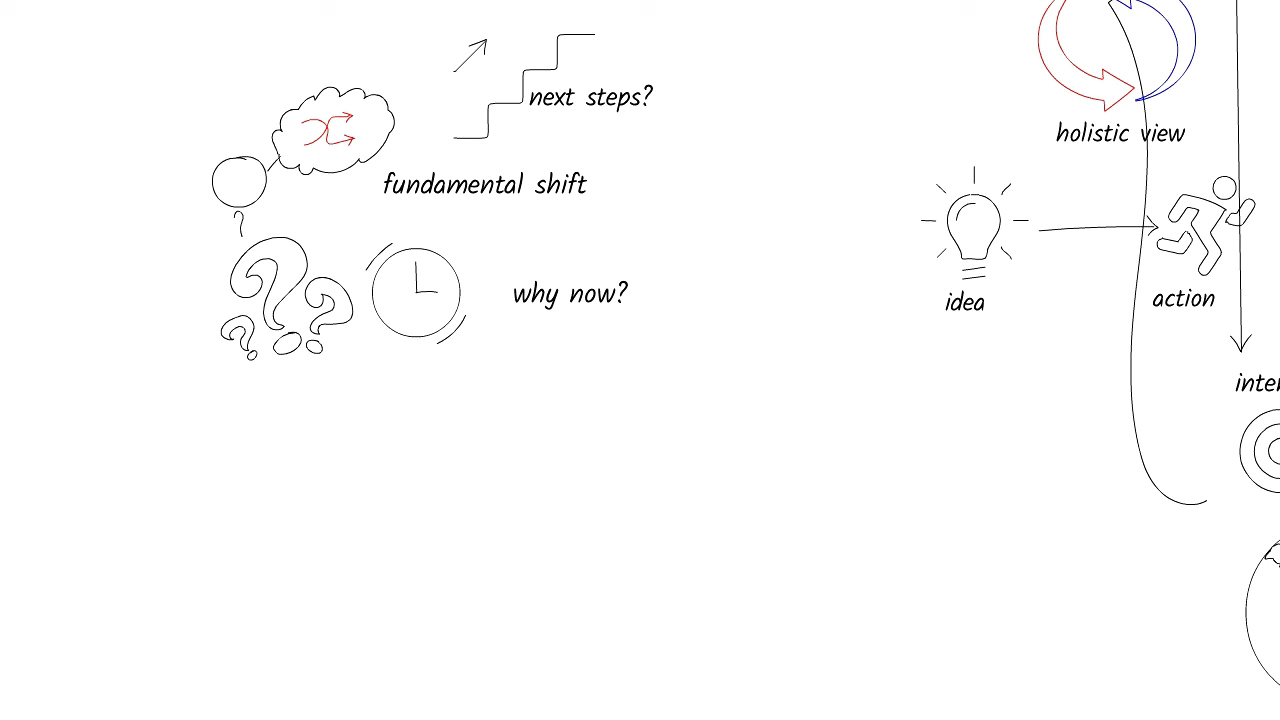 next steps?
fundamental shift
why now?
holistic view
idea
action